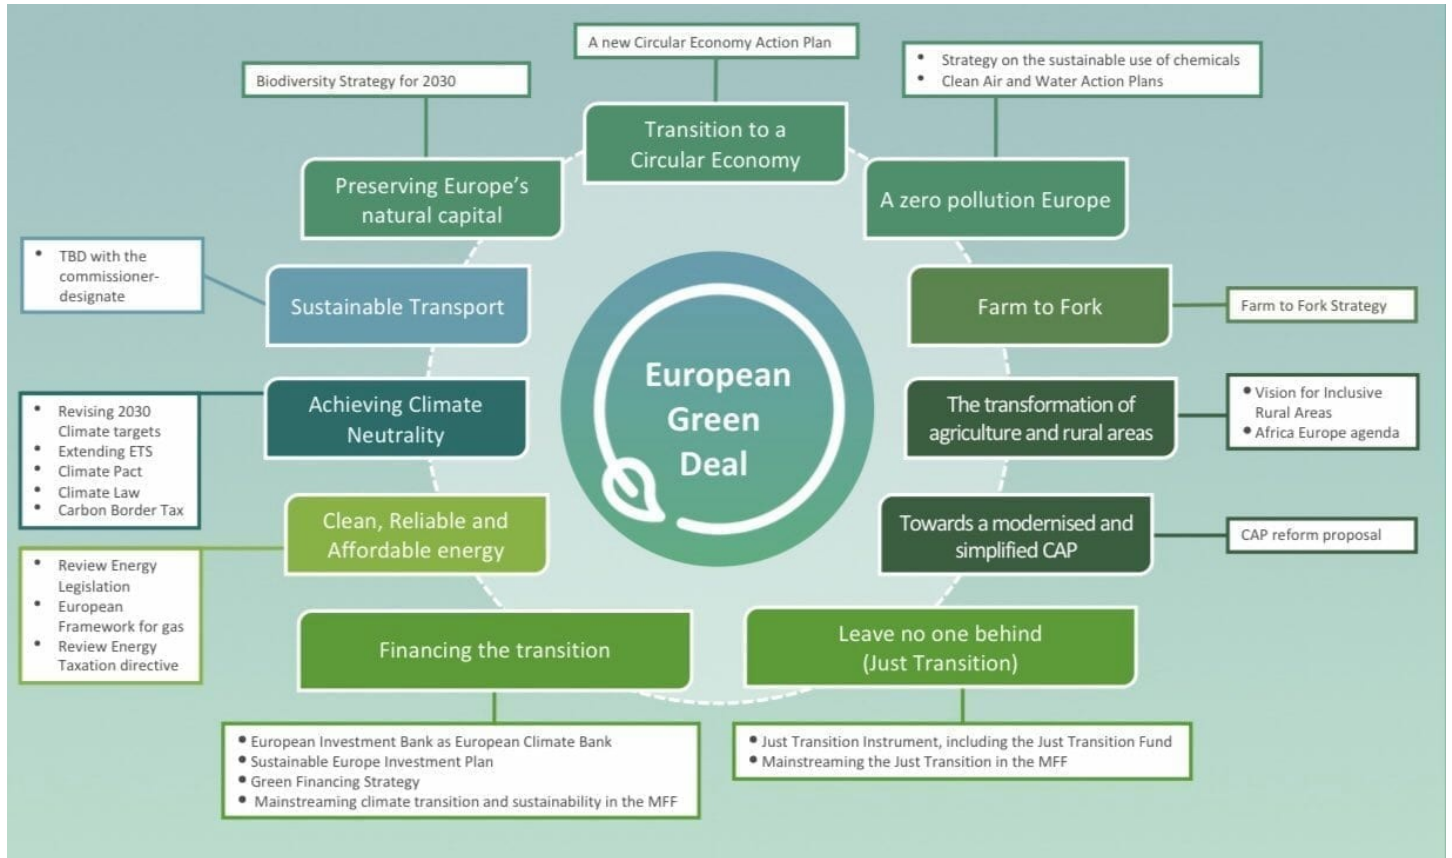 A new Circular Economy Action Plan
Biodiversity Strategy for 2030
• Strategy on the sustainable use of chemicals
• Clean Air and Water Action Plans
Transition to a
Circular Economy
Preserving Europe's
natural capital
A zero pollution Europe
• TBD with the
commissioner-
designate
Sustainable Transport
Farm to Fork
Farm to Fork Strategy
European
Green
Deal
Achieving Climate
Neutrality
• Revising 2030
Climate targets
• Extending ETS
• Climate Pact
• Climate Law
• Carbon Border Tax
The transformation of
agriculture and rural areas
• Vision for Inclusive
Rural Areas
• Africa Europe agenda
Clean, Reliable and
Affordable energy
• Review Energy
Legislation
• European
Framework for gas
• Review Energy
Taxation directive
Towards a modernised and
simplified CAP
CAP reform proposal
Financing the transition
• European Investment Bank as European Climate Bank
• Sustainable Europe Investment Plan
• Green Financing Strategy
• Mainstreaming climate transition and sustainability in the MFF
Leave no one behind
(Just Transition)
• Just Transition Instrument, including the Just Transition Fund
• Mainstreaming the Just Transition in the MFF